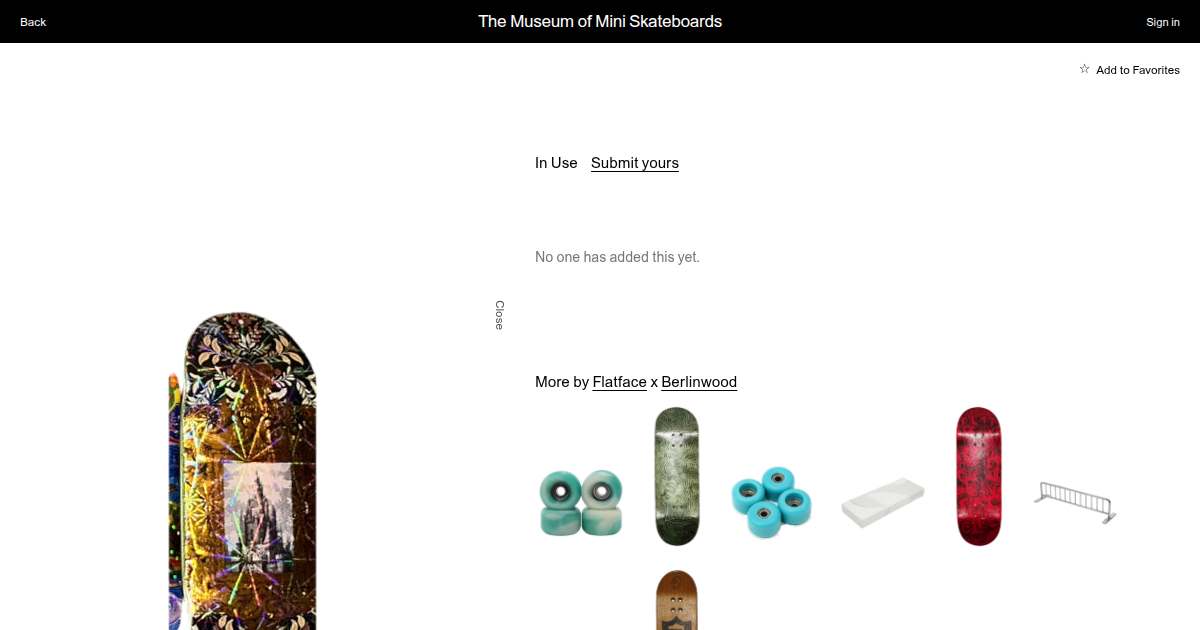 Back
The Museum of Mini Skateboards
Sign in
☆ Add to Favorites
In Use Submit yours
No one has added this yet.
Close
More by Flatface x Berlinwood